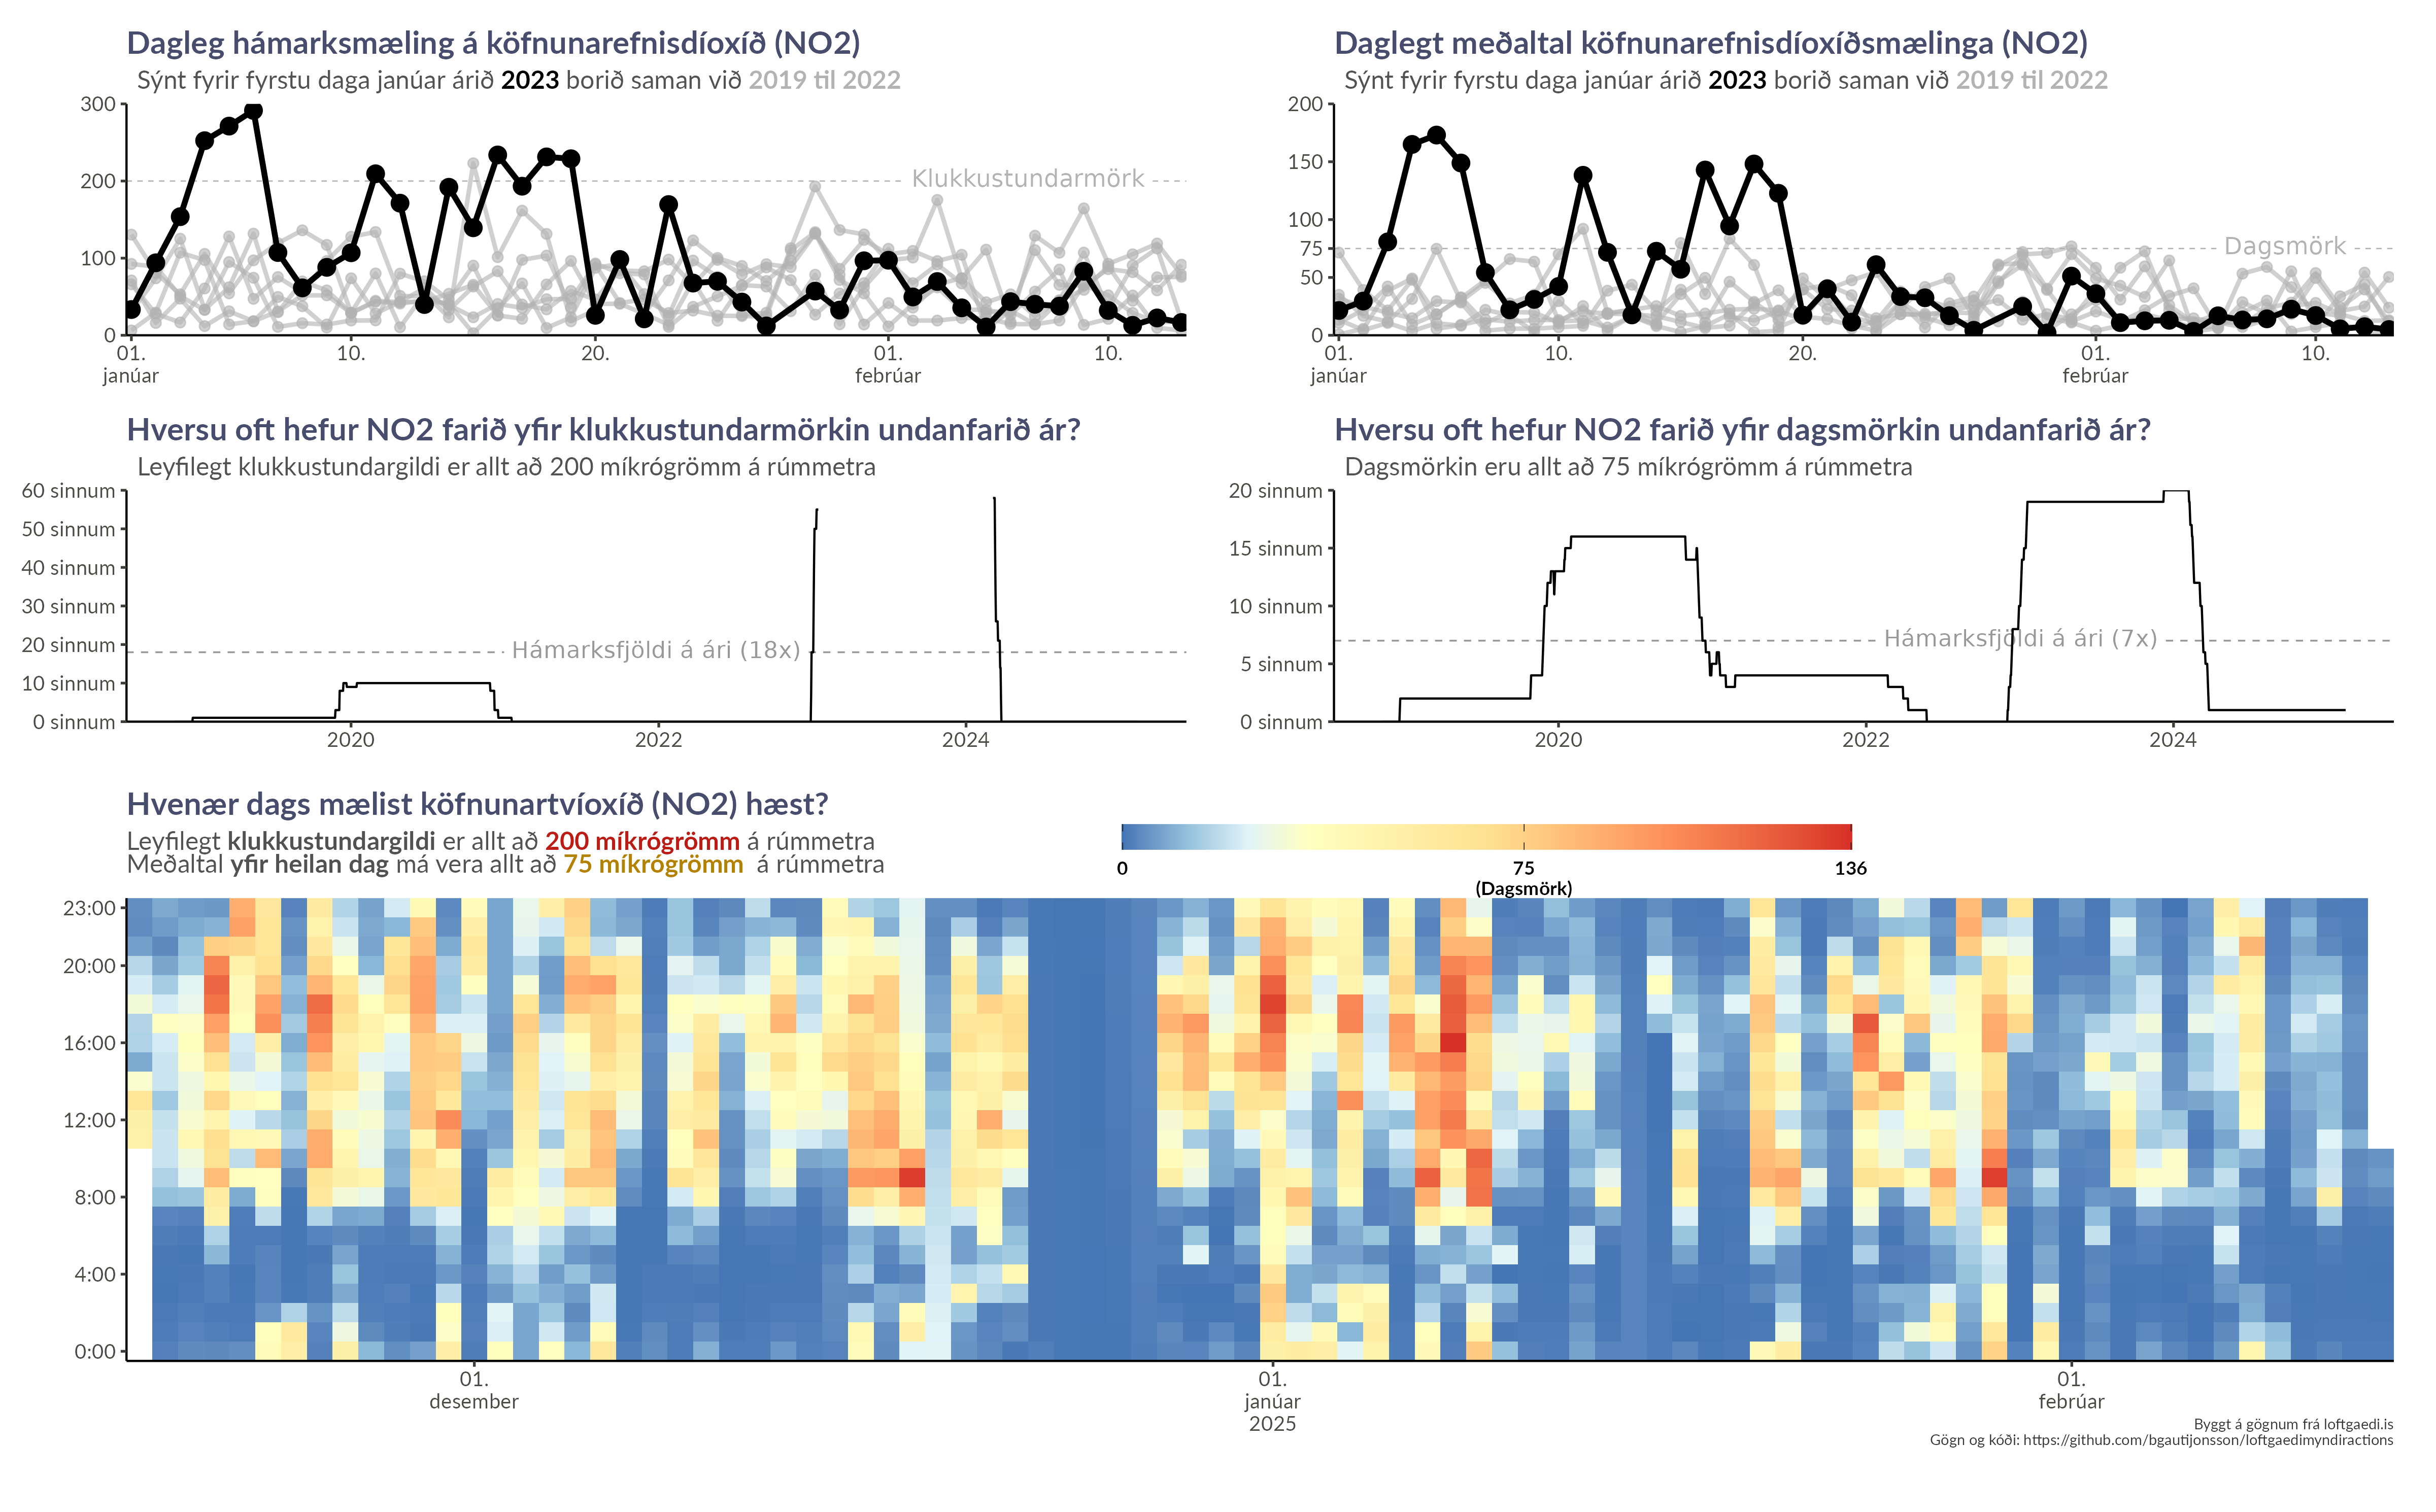 Dagleg hámarksmæling á köfnunarefnisdíoxíð (NO2)
Sýnt fyrir fyrstu daga janúar árið 2023 borið saman við 2019 til 2022
300
200
100
0
Klukkustundarmörk
01.
janúar
10.
20.
01.
febrúar
10.
Daglegt meðaltal köfnunarefnisdíoxíðsmælinga (NO2)
Sýnt fyrir fyrstu daga janúar árið 2023 borið saman við 2019 til 2022
200
150
100
75
50
0
Dagsmörk
01.
janúar
10.
20.
01.
febrúar
10.
Hversu oft hefur NO2 farið yfir klukkustundarmörkin undanfarið ár?
Leyfilegt klukkustundargildi er allt að 200 míkrógrömm á rúmmetra
60 sinnum
50 sinnum
40 sinnum
30 sinnum
20 sinnum
10 sinnum
0 sinnum
Hámarksfjöldi á ári (18x)
2020
2022
2024
Hversu oft hefur NO2 farið yfir dagsmörkin undanfarið ár?
Dagsmörkin eru allt að 75 míkrógrömm á rúmmetra
20 sinnum
15 sinnum
10 sinnum
5 sinnum
0 sinnum
Hámarksfjöldi á ári (7x)
2020
2022
2024
Hvenær dags mælist köfnunartvíoxíð (NO2) hæst?
Leyfilegt klukkustundargildi er allt að 200 míkrógrömm á rúmmetra
Meðaltal yfir heilan dag má vera allt að 75 míkrógrömm á rúmmetra
0
75
(Dagsmörk)
136
23:00
20:00
16:00
12:00
8:00
4:00
0:00
01.
desember
01.
janúar
2025
01.
febrúar
Byggt á gögnum frá loftgaedi.is
Gögn og kóði: https://github.com/bgautijonsson/loftgaedimyndiractions